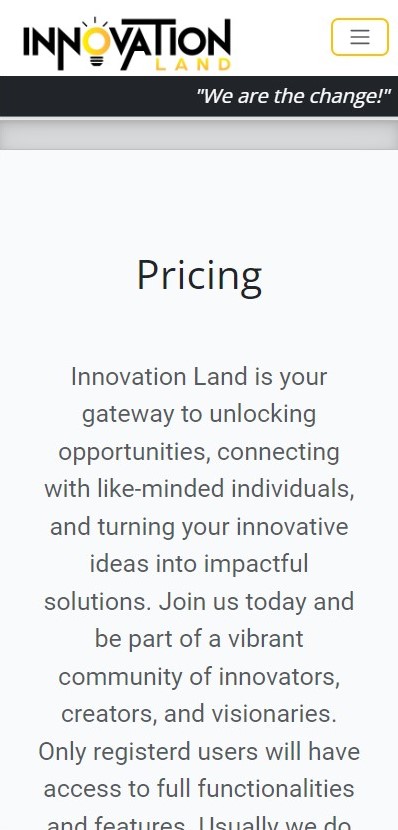 INNOVATION
LAND
"We are the change!"
Pricing
Innovation Land is your
gateway to unlocking
opportunities, connecting
with like-minded individuals,
and turning your innovative
ideas into impactful
solutions. Join us today and
be part of a vibrant
community of innovators,
creators, and visionaries.
Only registerd users will have
access to full functionalities
and features. Usually we do